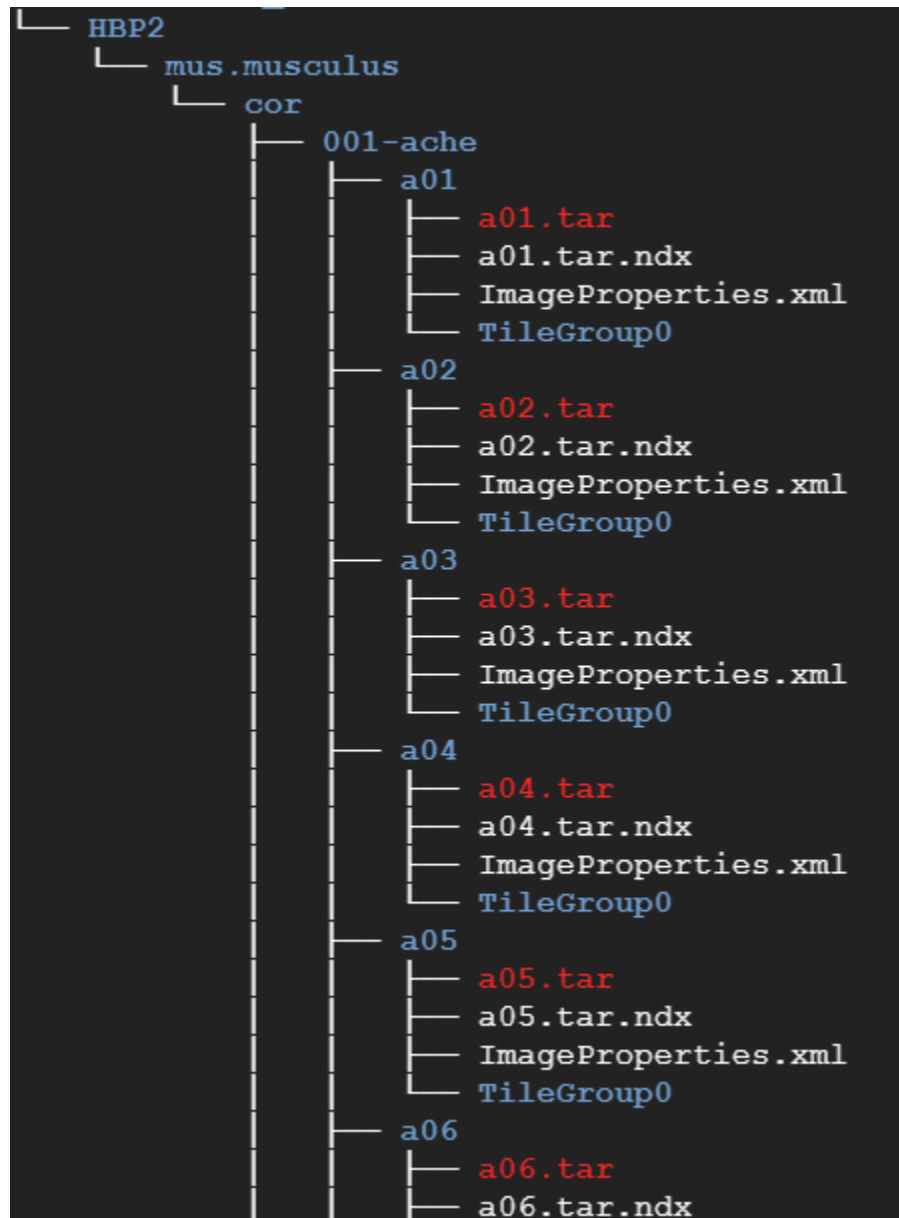 HBP2
mus.musculus
cor
001-ache
a01
a01.tar
a01.tar.ndx
ImageProperties.xml
TileGroup0
a02
a02.tar
a02.tar.ndx
ImageProperties.xml
TileGroup0
a03
a03.tar
a03.tar.ndx
ImageProperties.xml
TileGroup0
a04
a04.tar
a04.tar.ndx
ImageProperties.xml
TileGroup0
a05
a05.tar
a05.tar.ndx
ImageProperties.xml
TileGroup0
a06
a06.tar
a06.tar.ndx